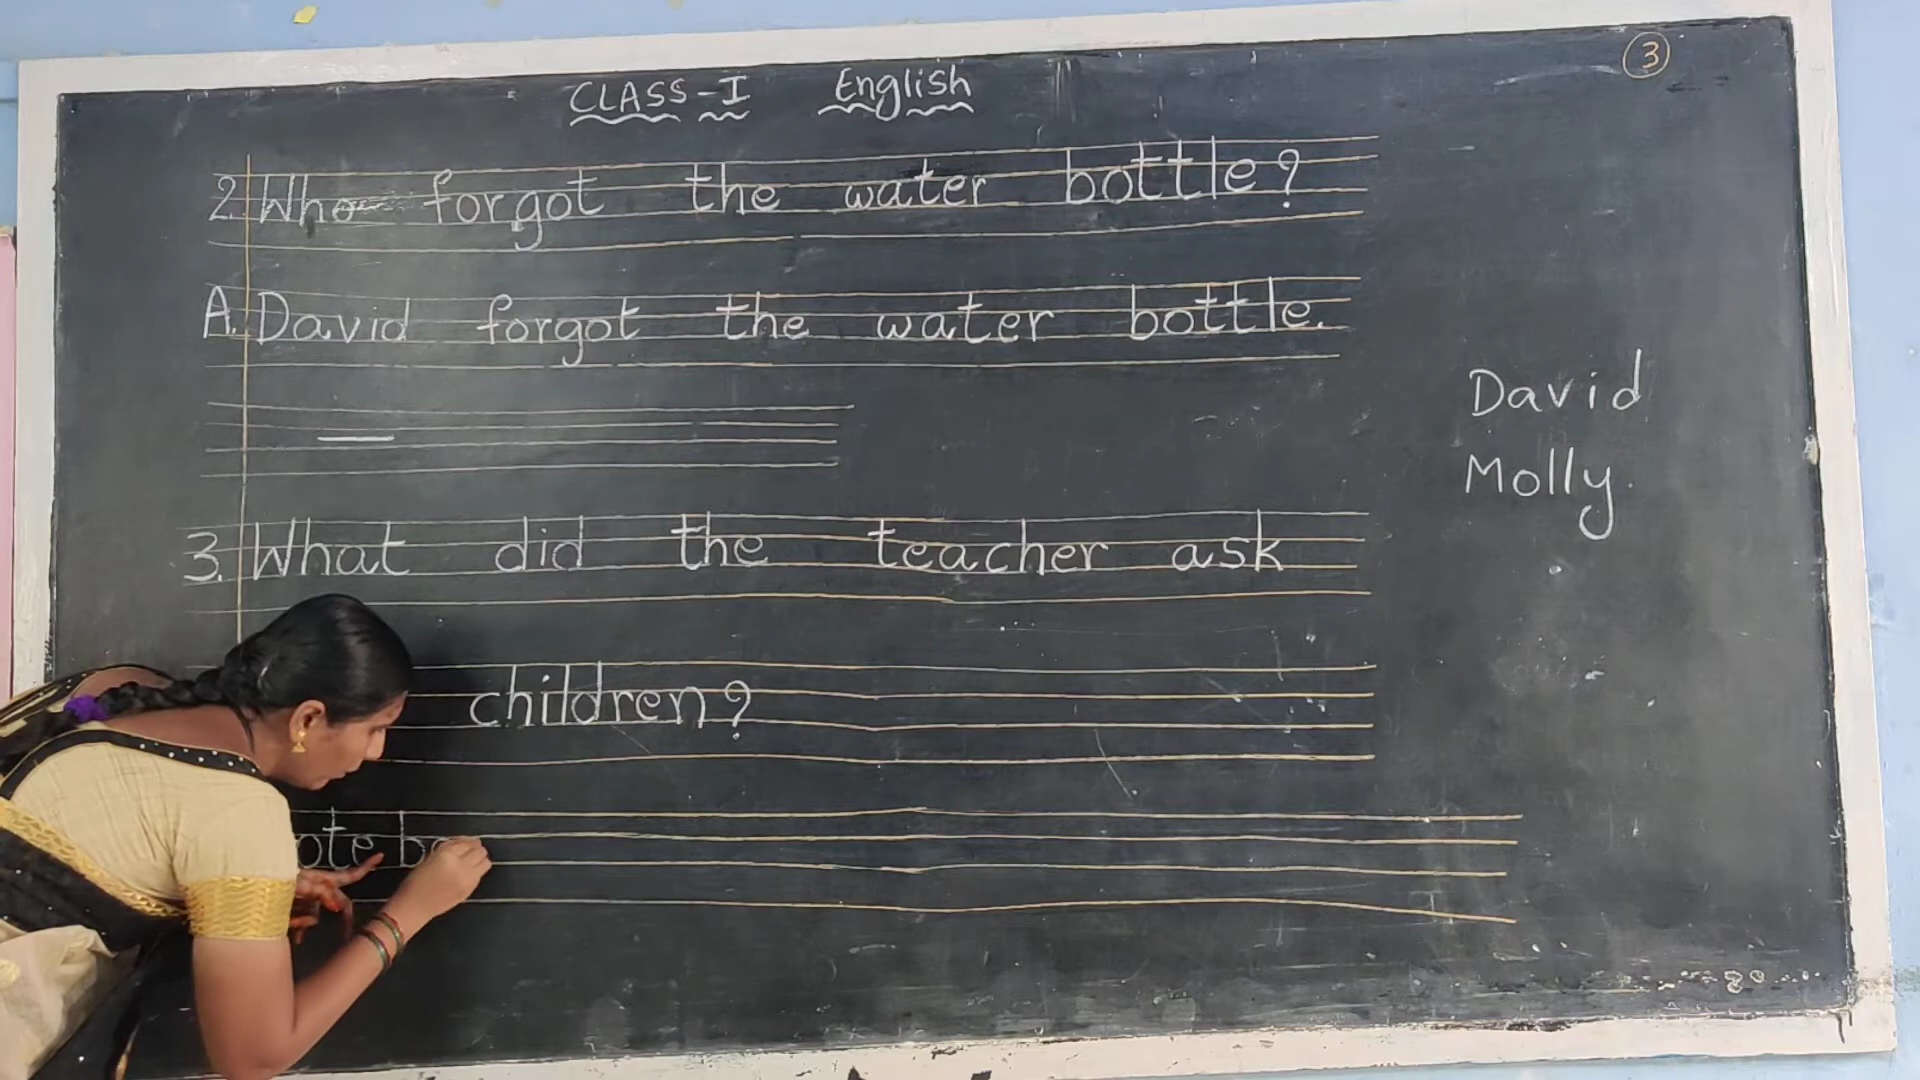 3
CLASS-I English
2. Who forgot the water bottle?
A. David forgot the water bottle.
David
Molly.
3. What did the teacher ask
children?